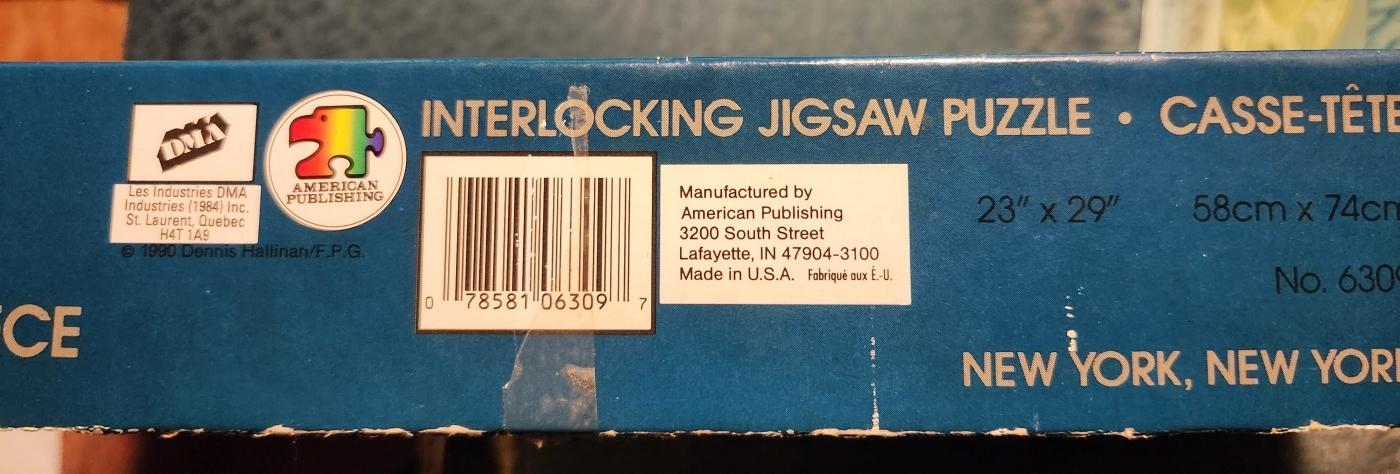 DMA
Les Industries DMA
Industries (1984) Inc.
St. Laurent, Quebec
H4T 1A9
© 1990 Dennis Hallinan/F.P.G.
AMERICAN
PUBLISHING
INTERLOCKING JIGSAW PUZZLE • CASSE-TÊTE
0 78581 06309 7
Manufactured by
American Publishing
3200 South Street
Lafayette, IN 47904-3100
Made in U.S.A. Fabriqué aux É.-U.
23" x 29" 58cm x 74cm
No. 6309
CE
NEW YORK, NEW YORK